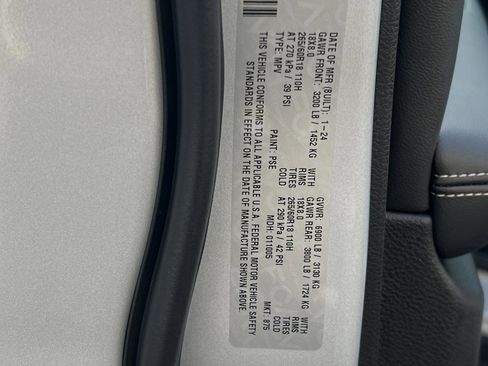 DATE OF MFR (BUILT): 1-24 GVWR: 6900 LB / 3130 KG
GAWR FRONT: 3200 LB / 1452 KG WITH GAWR REAR: 3800 LB / 1724 KG WITH
18X8.0 RIMS 18X8.0 RIMS
265/60R18 110H TIRES 265/60R18 110H TIRES
AT 270 kPa / 39 PSI COLD AT 290 kPa / 42 PSI COLD
TYPE: MPV PAINT: PSE MDH: 011005 MKT: 875
THIS VEHICLE CONFORMS TO ALL APPLICABLE U.S.A. FEDERAL MOTOR VEHICLE SAFETY
STANDARDS IN EFFECT ON THE DATE OF MANUFACTURE SHOWN ABOVE.